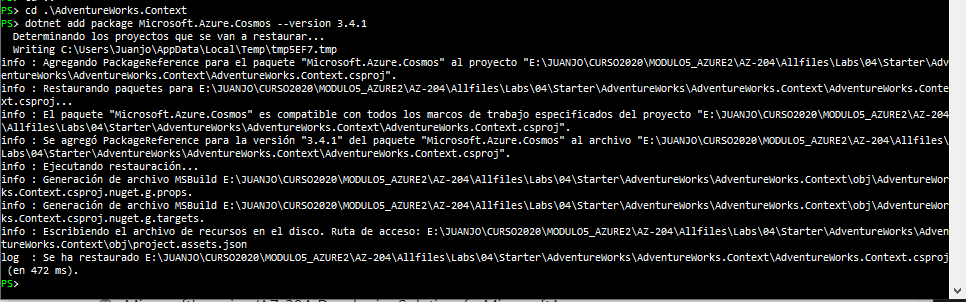 PS> cd .\AdventureWorks.Context
PS> dotnet add package Microsoft.Azure.Cosmos --version 3.4.1
  Determinando los proyectos que se van a restaurar...
  Writing C:\Users\Juanjo\AppData\Local\Temp\tmp5EF7.tmp
info : Agregando PackageReference para el paquete "Microsoft.Azure.Cosmos" al proyecto "E:\JUANJO\CURSO2020\MODULO5_AZURE2\AZ-204\Allfiles\Labs\04\Starter\Adv
entureWorks\AdventureWorks.Context\AdventureWorks.Context.csproj".
info : Restaurando paquetes para E:\JUANJO\CURSO2020\MODULO5_AZURE2\AZ-204\Allfiles\Labs\04\Starter\AdventureWorks\AdventureWorks.Context\AdventureWorks.Conte
xt.csproj...
info : El paquete "Microsoft.Azure.Cosmos" es compatible con todos los marcos de trabajo especificados del proyecto "E:\JUANJO\CURSO2020\MODULO5_AZURE2\AZ-204
\Allfiles\Labs\04\Starter\AdventureWorks\AdventureWorks.Context\AdventureWorks.Context.csproj".
info : Se agregó PackageReference para la versión "3.4.1" del paquete "Microsoft.Azure.Cosmos" al archivo "E:\JUANJO\CURSO2020\MODULO5_AZURE2\AZ-204\Allfiles\
Labs\04\Starter\AdventureWorks\AdventureWorks.Context\AdventureWorks.Context.csproj".
info : Ejecutando restauración...
info : Generación de archivo MSBuild E:\JUANJO\CURSO2020\MODULO5_AZURE2\AZ-204\Allfiles\Labs\04\Starter\AdventureWorks\AdventureWorks.Context\obj\AdventureWor
ks.Context.csproj.nuget.g.props.
info : Generación de archivo MSBuild E:\JUANJO\CURSO2020\MODULO5_AZURE2\AZ-204\Allfiles\Labs\04\Starter\AdventureWorks\AdventureWorks.Context\obj\AdventureWor
ks.Context.csproj.nuget.g.targets.
info : Escribiendo el archivo de recursos en el disco. Ruta de acceso: E:\JUANJO\CURSO2020\MODULO5_AZURE2\AZ-204\Allfiles\Labs\04\Starter\AdventureWorks\Adven
tureWorks.Context\obj\project.assets.json
log  : Se ha restaurado E:\JUANJO\CURSO2020\MODULO5_AZURE2\AZ-204\Allfiles\Labs\04\Starter\AdventureWorks\AdventureWorks.Context\AdventureWorks.Context.csproj
 (en 472 ms).
PS>